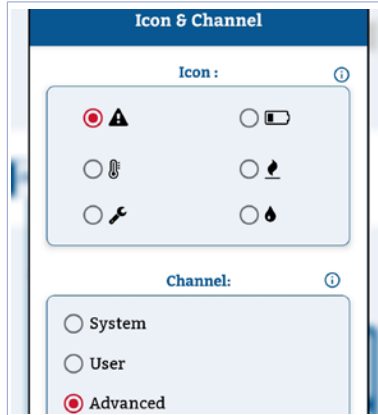 Icon & Channel
Icon :
Channel:
System
User
Advanced